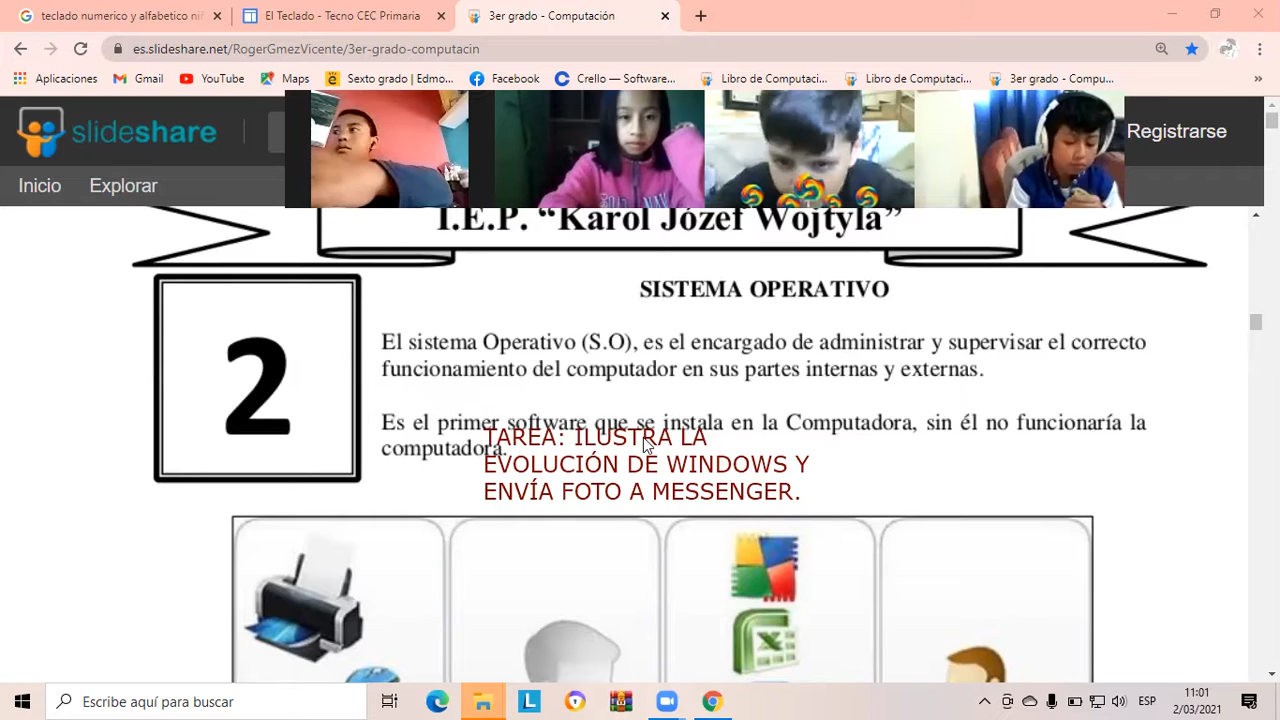 teclado numerico y alfabetico ni
El Teclado - Tecno CEC Primaria
3er grado - Computación
es.slideshare.net/RogerGmezVicente/3er-grado-computacin
Aplicaciones
Gmail
YouTube
Maps
Sexto grado | Edmo...
Facebook
Crello — Software...
Libro de Computaci...
Libro de Computaci...
3er grado - Compu...
»
slideshare
Registrarse
Inicio
Explorar
I.E.P. “Karol Józef Wojtyla”
2
SISTEMA OPERATIVO
El sistema Operativo (S.O), es el encargado de administrar y supervisar el correcto
funcionamiento del computador en sus partes internas y externas.
Es el primer software que se instala en la Computadora, sin él no funcionaría la
computadora.
TAREA: ILUSTRA LA
EVOLUCIÓN DE WINDOWS Y
ENVÍA FOTO A MESSENGER.
Escribe aquí para buscar
ESP
11:01
2/03/2021